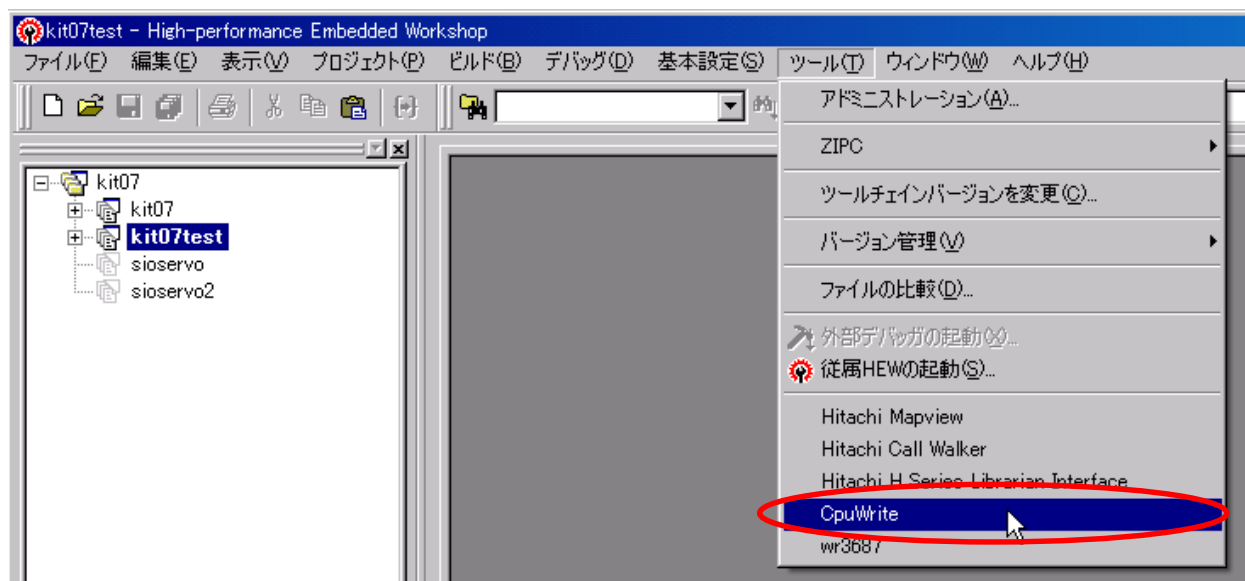 kit07test - High-performance Embedded Workshop
ファイル(F) 編集(E) 表示(V) プロジェクト(P) ビルド(B) デバッグ(D) 基本設定(S) ツール(T) ウィンドウ(W) ヘルプ(H)
アドミニストレーション(A)...
ZIPC
ツールチェインバージョンを変更(C)...
バージョン管理(V)
ファイルの比較(D)...
外部デバッガの起動(X)...
従属HEWの起動(S)...
Hitachi Mapview
Hitachi Call Walker
Hitachi H Series Librarian Interface
CpuWrite
wr3687
kit07
kit07
kit07test
sioservo
sioservo2